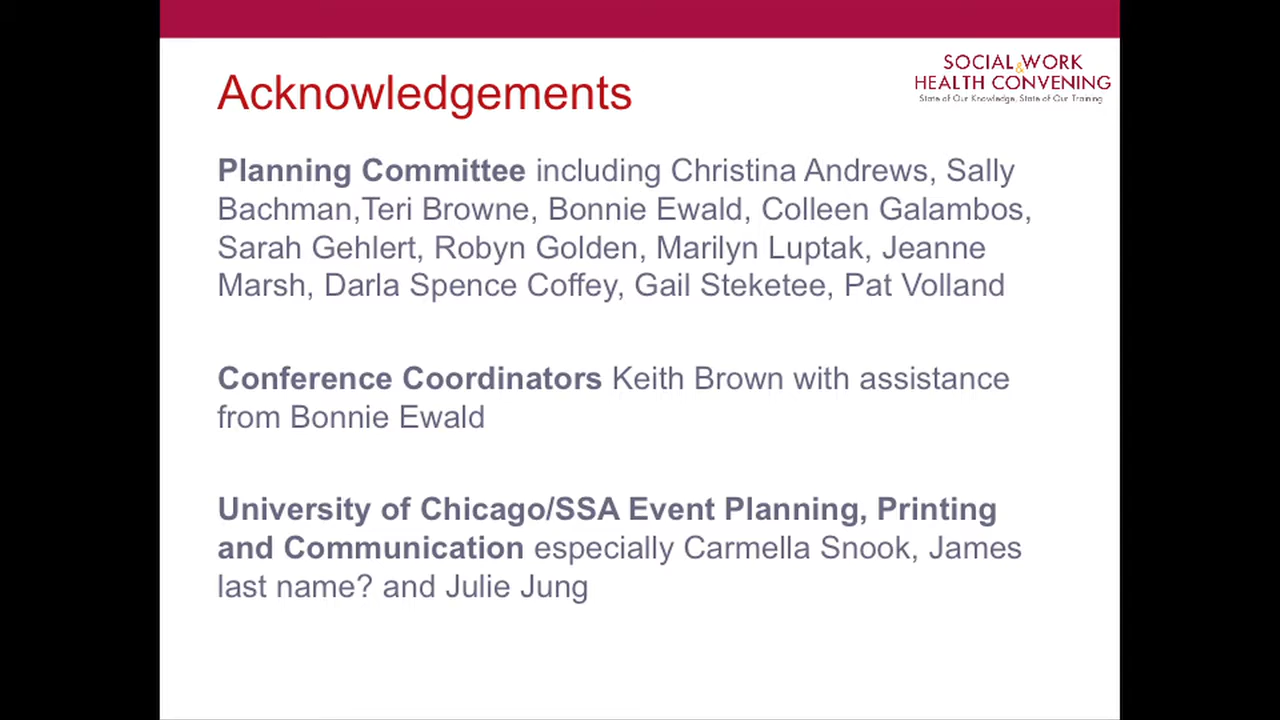 SOCIAL & WORK
HEALTH CONVENING
State of Our Knowledge, State of Our Training
Acknowledgements
Planning Committee including Christina Andrews, Sally
Bachman,Teri Browne, Bonnie Ewald, Colleen Galambos,
Sarah Gehlert, Robyn Golden, Marilyn Luptak, Jeanne
Marsh, Darla Spence Coffey, Gail Steketee, Pat Volland
Conference Coordinators Keith Brown with assistance
from Bonnie Ewald
University of Chicago/SSA Event Planning, Printing
and Communication especially Carmella Snook, James
last name? and Julie Jung